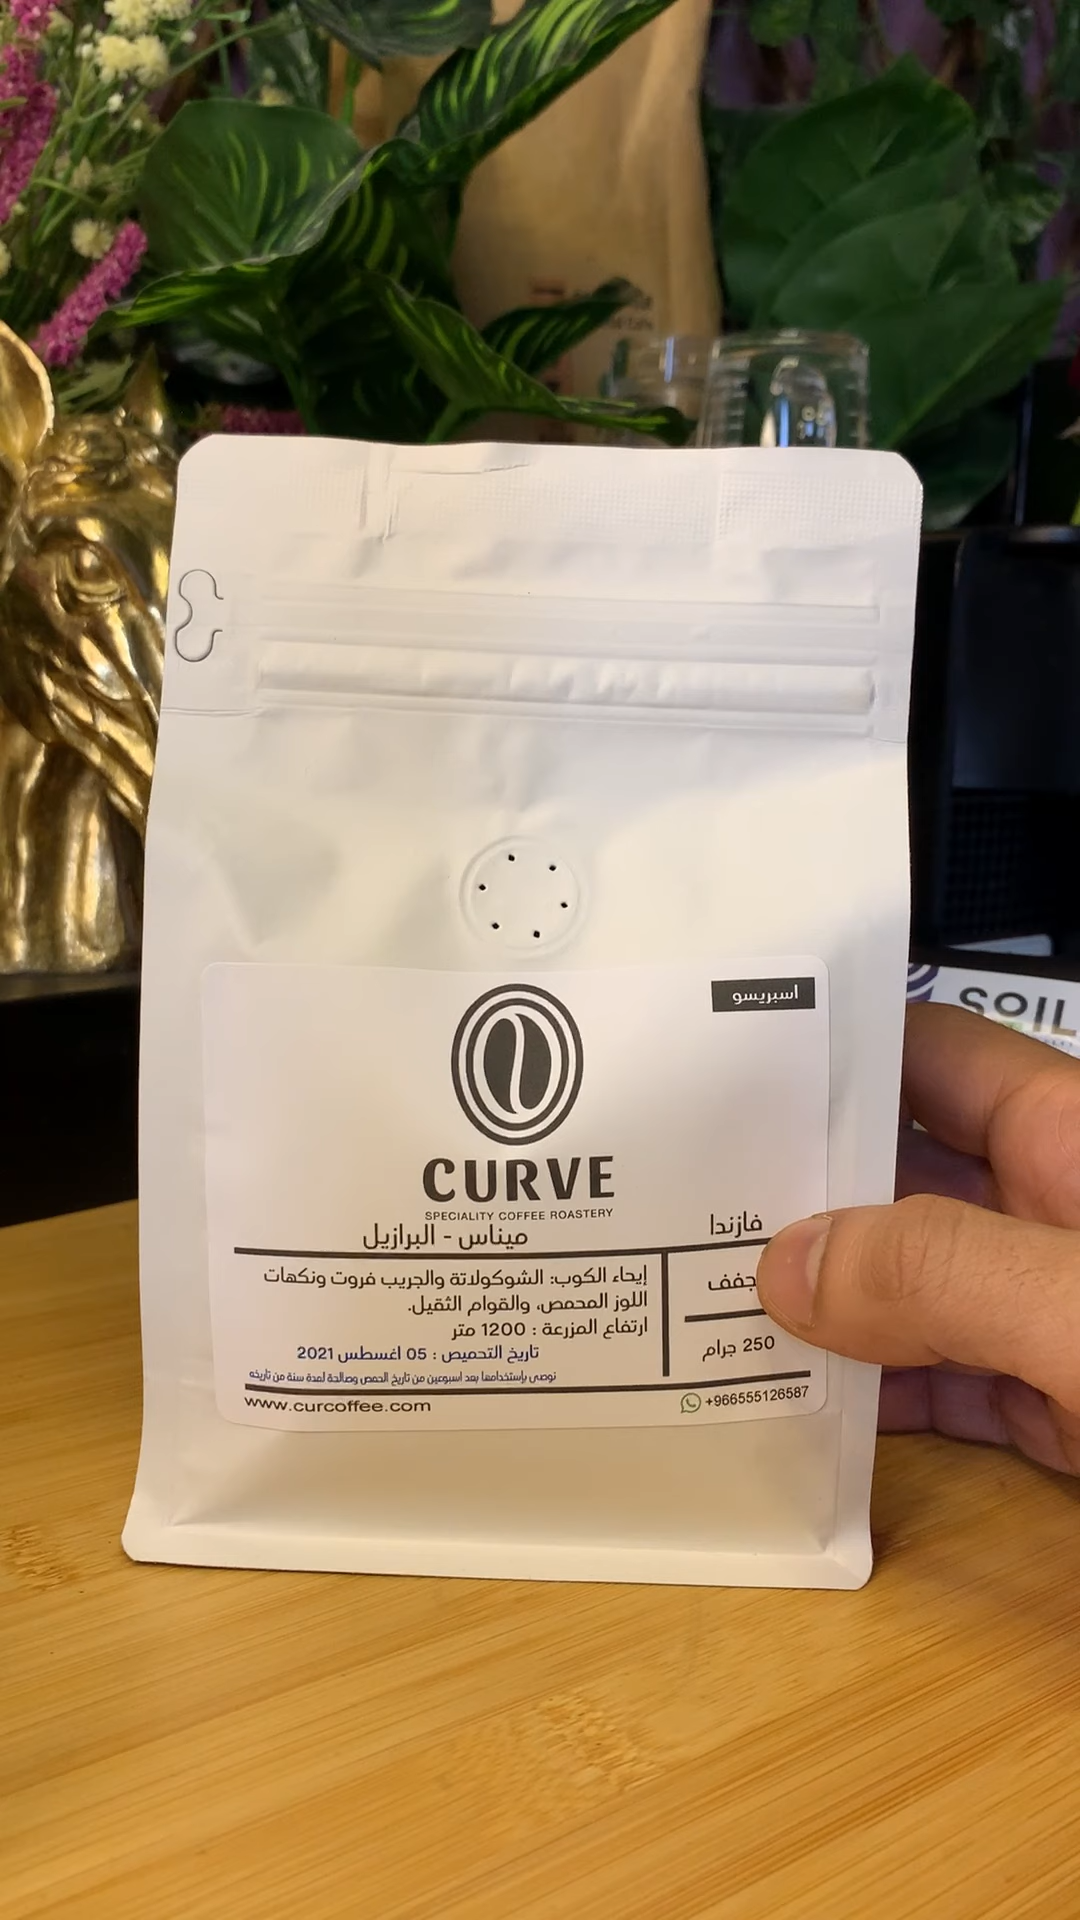 اسبريسو
CURVE
SPECIALITY COFFEE ROASTERY
فازندا
ميناس - البرازيل
إيحاء الكوب: الشوكولاتة والجريب فروت ونكهات
اللوز المحمص، والقوام الثقيل.
ارتفاع المزرعة : 1200 متر
تاريخ التحميص : 05 اغسطس 2021
نوصي بإستخدامها بعد اسبوعين من تاريخ الحمص وصالحة لمدة سنة من تاريخه
250 جرام
www.curcoffee.com
+966555126587
SOIL